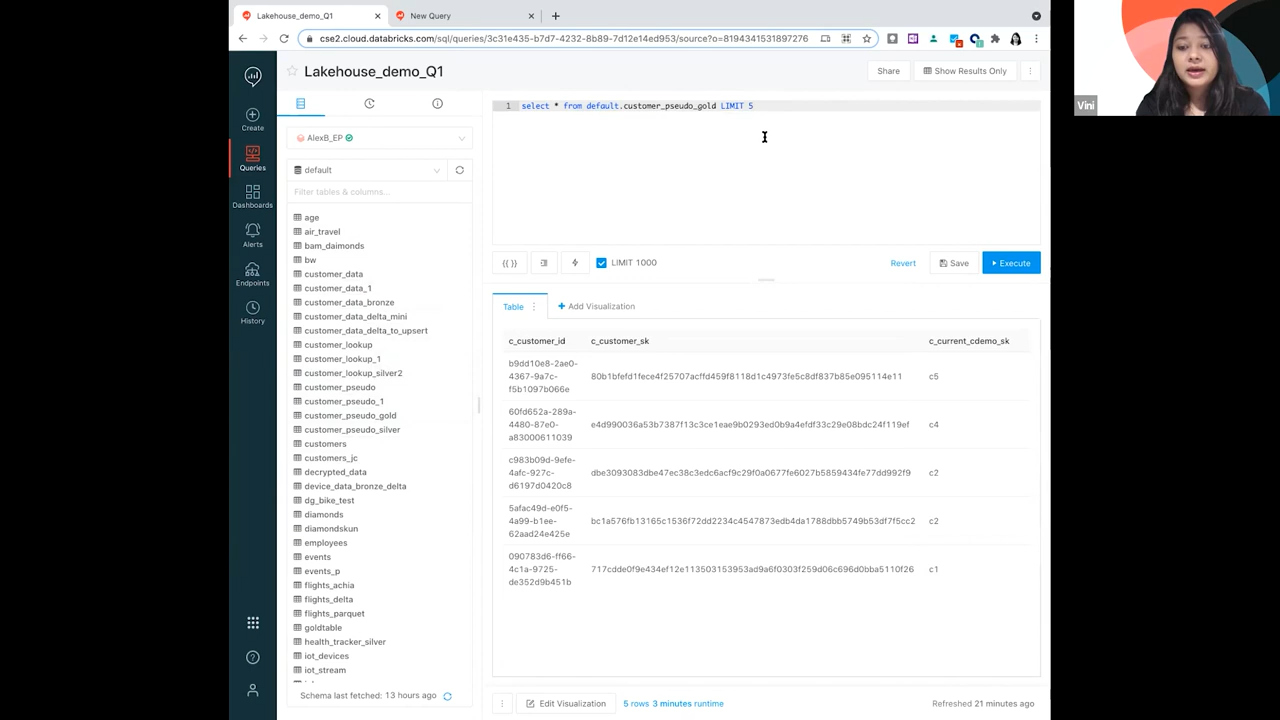 Lakehouse_demo_Q1
New Query
cse2.cloud.databricks.com/sql/queries/3c31e435-b7d7-4232-8b89-7d12e14ed953/source?o=8194341531897276
Lakehouse_demo_Q1
Share
Show Results Only
Vini
Create
Queries
Dashboards
Alerts
Endpoints
History
AlexB_EP
default
Filter tables & columns...
age
air_travel
bam_daimonds
bw
customer_data
customer_data_1
customer_data_bronze
customer_data_delta_mini
customer_data_delta_to_upsert
customer_lookup
customer_lookup_1
customer_lookup_silver2
customer_pseudo
customer_pseudo_1
customer_pseudo_gold
customer_pseudo_silver
customers
customers_jc
decrypted_data
device_data_bronze_delta
dg_bike_test
diamonds
diamondskun
employees
events
events_p
flights_achia
flights_delta
flights_parquet
goldtable
health_tracker_silver
iot_devices
iot_stream
Schema last fetched: 13 hours ago
1 select * from default.customer_pseudo_gold LIMIT 5
{{ }}
LIMIT 1000
Revert
Save
Execute
Table
+ Add Visualization
c_customer_id c_customer_sk c_current_cdemo_sk
b9dd10e8-2ae0-
4367-9a7c-
f5b1097b066e
80b1bfefd1fece4f25707acffd459f8118d1c4973fe5c8df837b85e095114e11 c5
60fd652a-289a-
4480-87e0-
a83000611039
e4d990036a53b7387f13c3ce1eae9b0293ed0b9a4efdf33c29e08bdc24f119ef c4
c983b09d-9efe-
4afc-927c-
d6197d0420c8
dbe3093083dbe47ec38c3edc6acf9c29f0a0677fe6027b5859434fe77dd992f9 c2
5afac49d-e0f5-
4a99-b1ee-
62aad24e425e
bc1a576fb13165c1536f72dd2234c4547873edb4da1788dbb5749b53df7f5cc2 c2
090783d6-ff66-
4c1a-9725-
de352d9b451b
717cdde0f9e434ef12e113503153953ad9a6f0303f259d06c696d0bba5110f26 c1
Edit Visualization
5 rows 3 minutes runtime
Refreshed 21 minutes ago